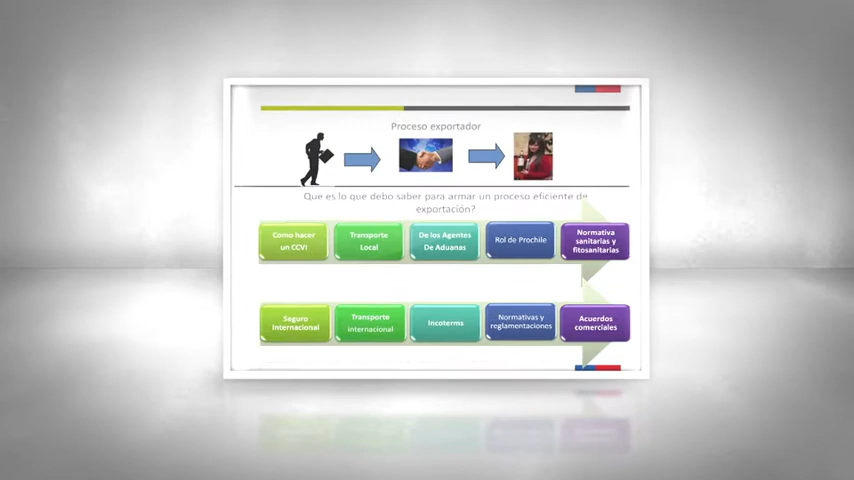 Proceso exportador
Que es lo que debo saber para armar un proceso eficiente de
exportación?
Como hacer
un CCVI
Transporte
Local
De los Agentes
De Aduanas
Rol de Prochile
Normativa
sanitarias y
fitosanitarias
Seguro
Internacional
Transporte
internacional
Incoterms
Normativas y
reglamentaciones
Acuerdos
comerciales